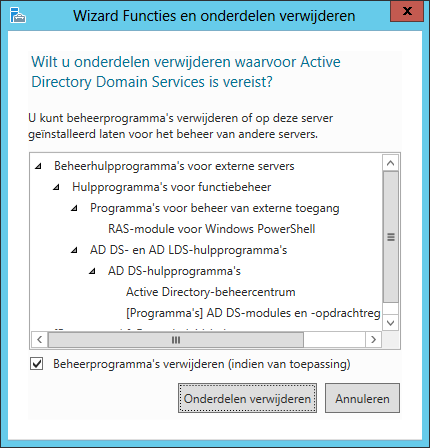 Wizard Functies en onderdelen verwijderen
Wilt u onderdelen verwijderen waarvoor Active
Directory Domain Services is vereist?
U kunt beheerprogramma's verwijderen of op deze server
geïnstalleerd laten voor het beheer van andere servers.
Beheerhulpprogramma's voor externe servers
Hulpprogramma's voor functiebeheer
Programma's voor beheer van externe toegang
RAS-module voor Windows PowerShell
AD DS- en AD LDS-hulpprogramma's
AD DS-hulpprogramma's
Active Directory-beheercentrum
[Programma's] AD DS-modules en -opdrachtreg
Beheerprogramma's verwijderen (indien van toepassing)
Onderdelen verwijderen
Annuleren